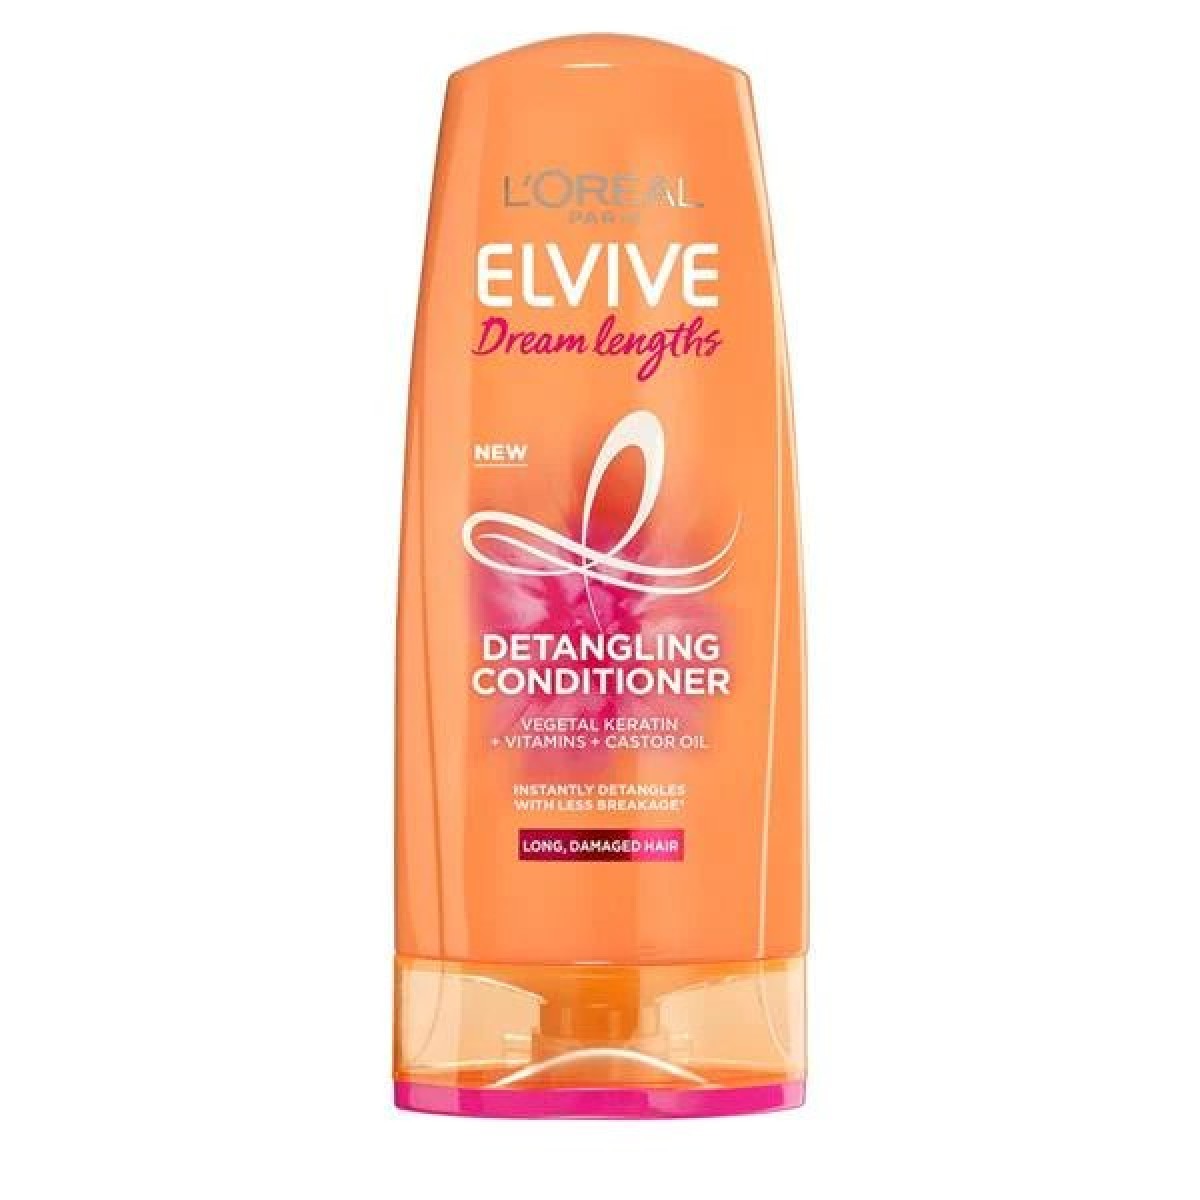 L'ORÉAL
PARIS
ELVIVE
Dream lengths
NEW
DETANGLING
CONDITIONER
VEGETAL KERATIN
+ VITAMINS + CASTOR OIL
INSTANTLY DETANGLES
WITH LESS BREAKAGE¹
LONG, DAMAGED HAIR